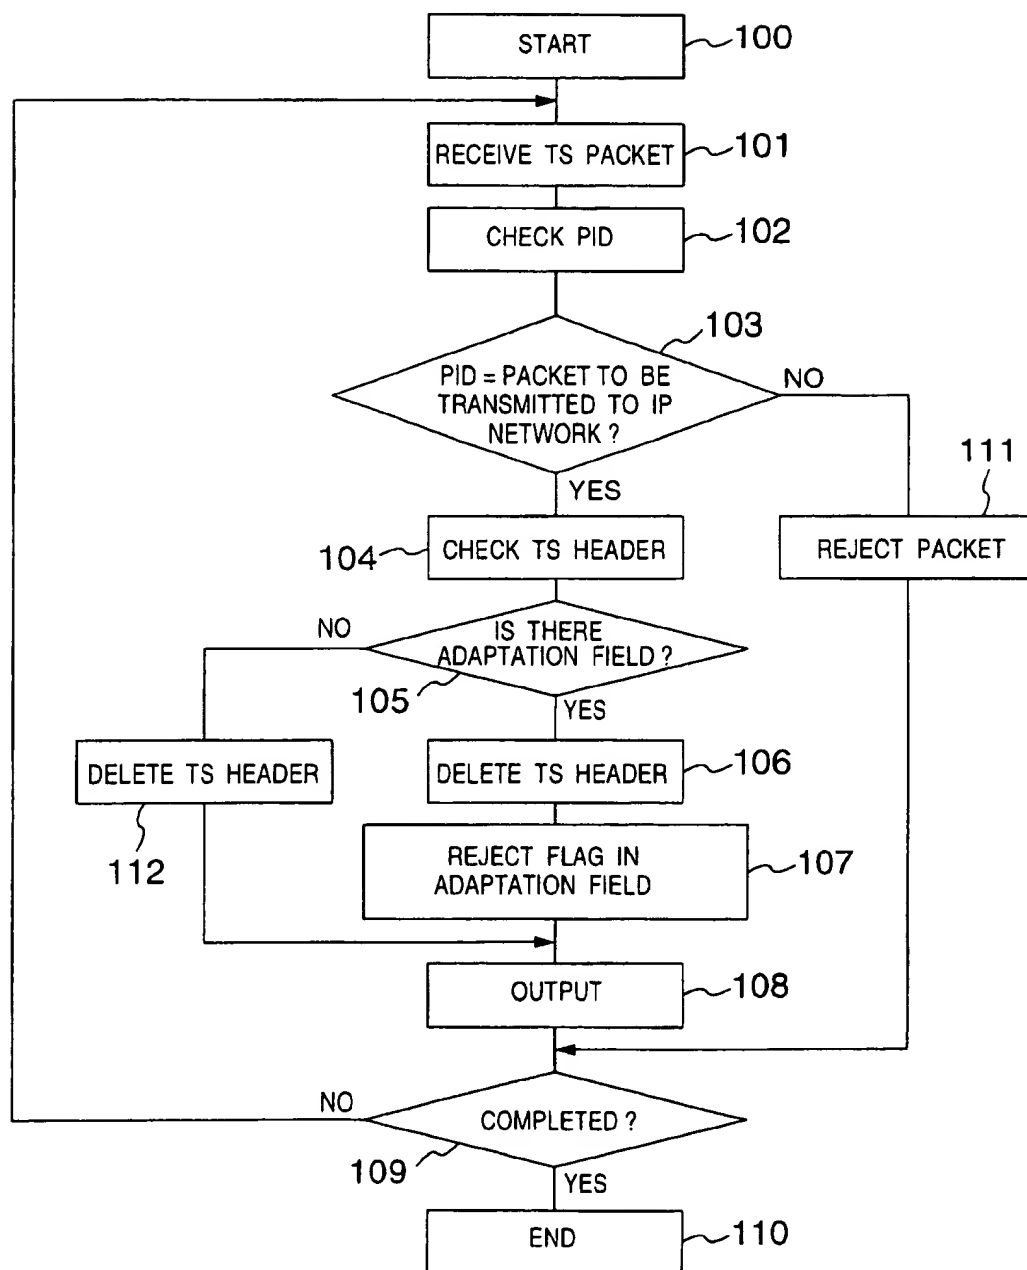 START
100
RECEIVE TS PACKET
101
CHECK PID
102
103
PID = PACKET TO BE
TRANSMITTED TO IP
NETWORK ?
NO
YES
111
104
CHECK TS HEADER
REJECT PACKET
NO
IS THERE
ADAPTATION FIELD ?
105
YES
DELETE TS HEADER
112
DELETE TS HEADER
106
REJECT FLAG IN
ADAPTATION FIELD
107
OUTPUT
108
NO
COMPLETED ?
109
YES
END
110